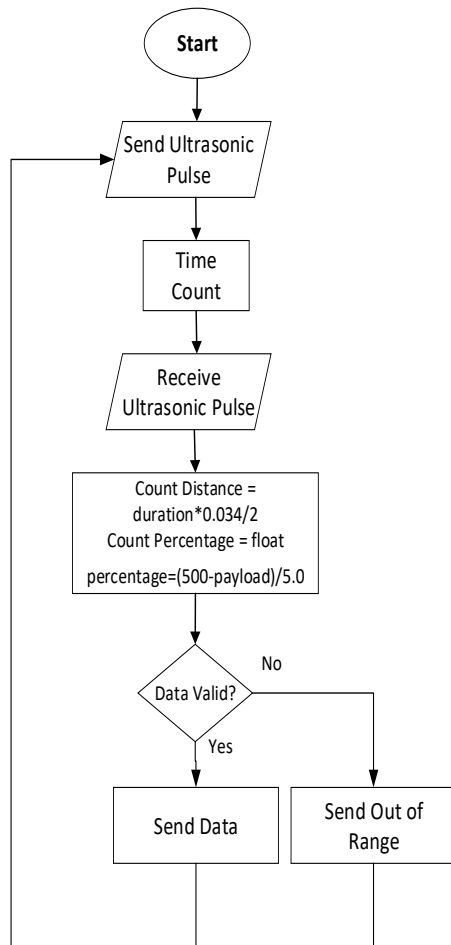 Start
Send Ultrasonic
Pulse
Time
Count
Receive
Ultrasonic Pulse
Count Distance =
duration*0.034/2
Count Percentage = float
percentage=(500-payload)/5.0
Data Valid?
No
Yes
Send Data
Send Out of
Range